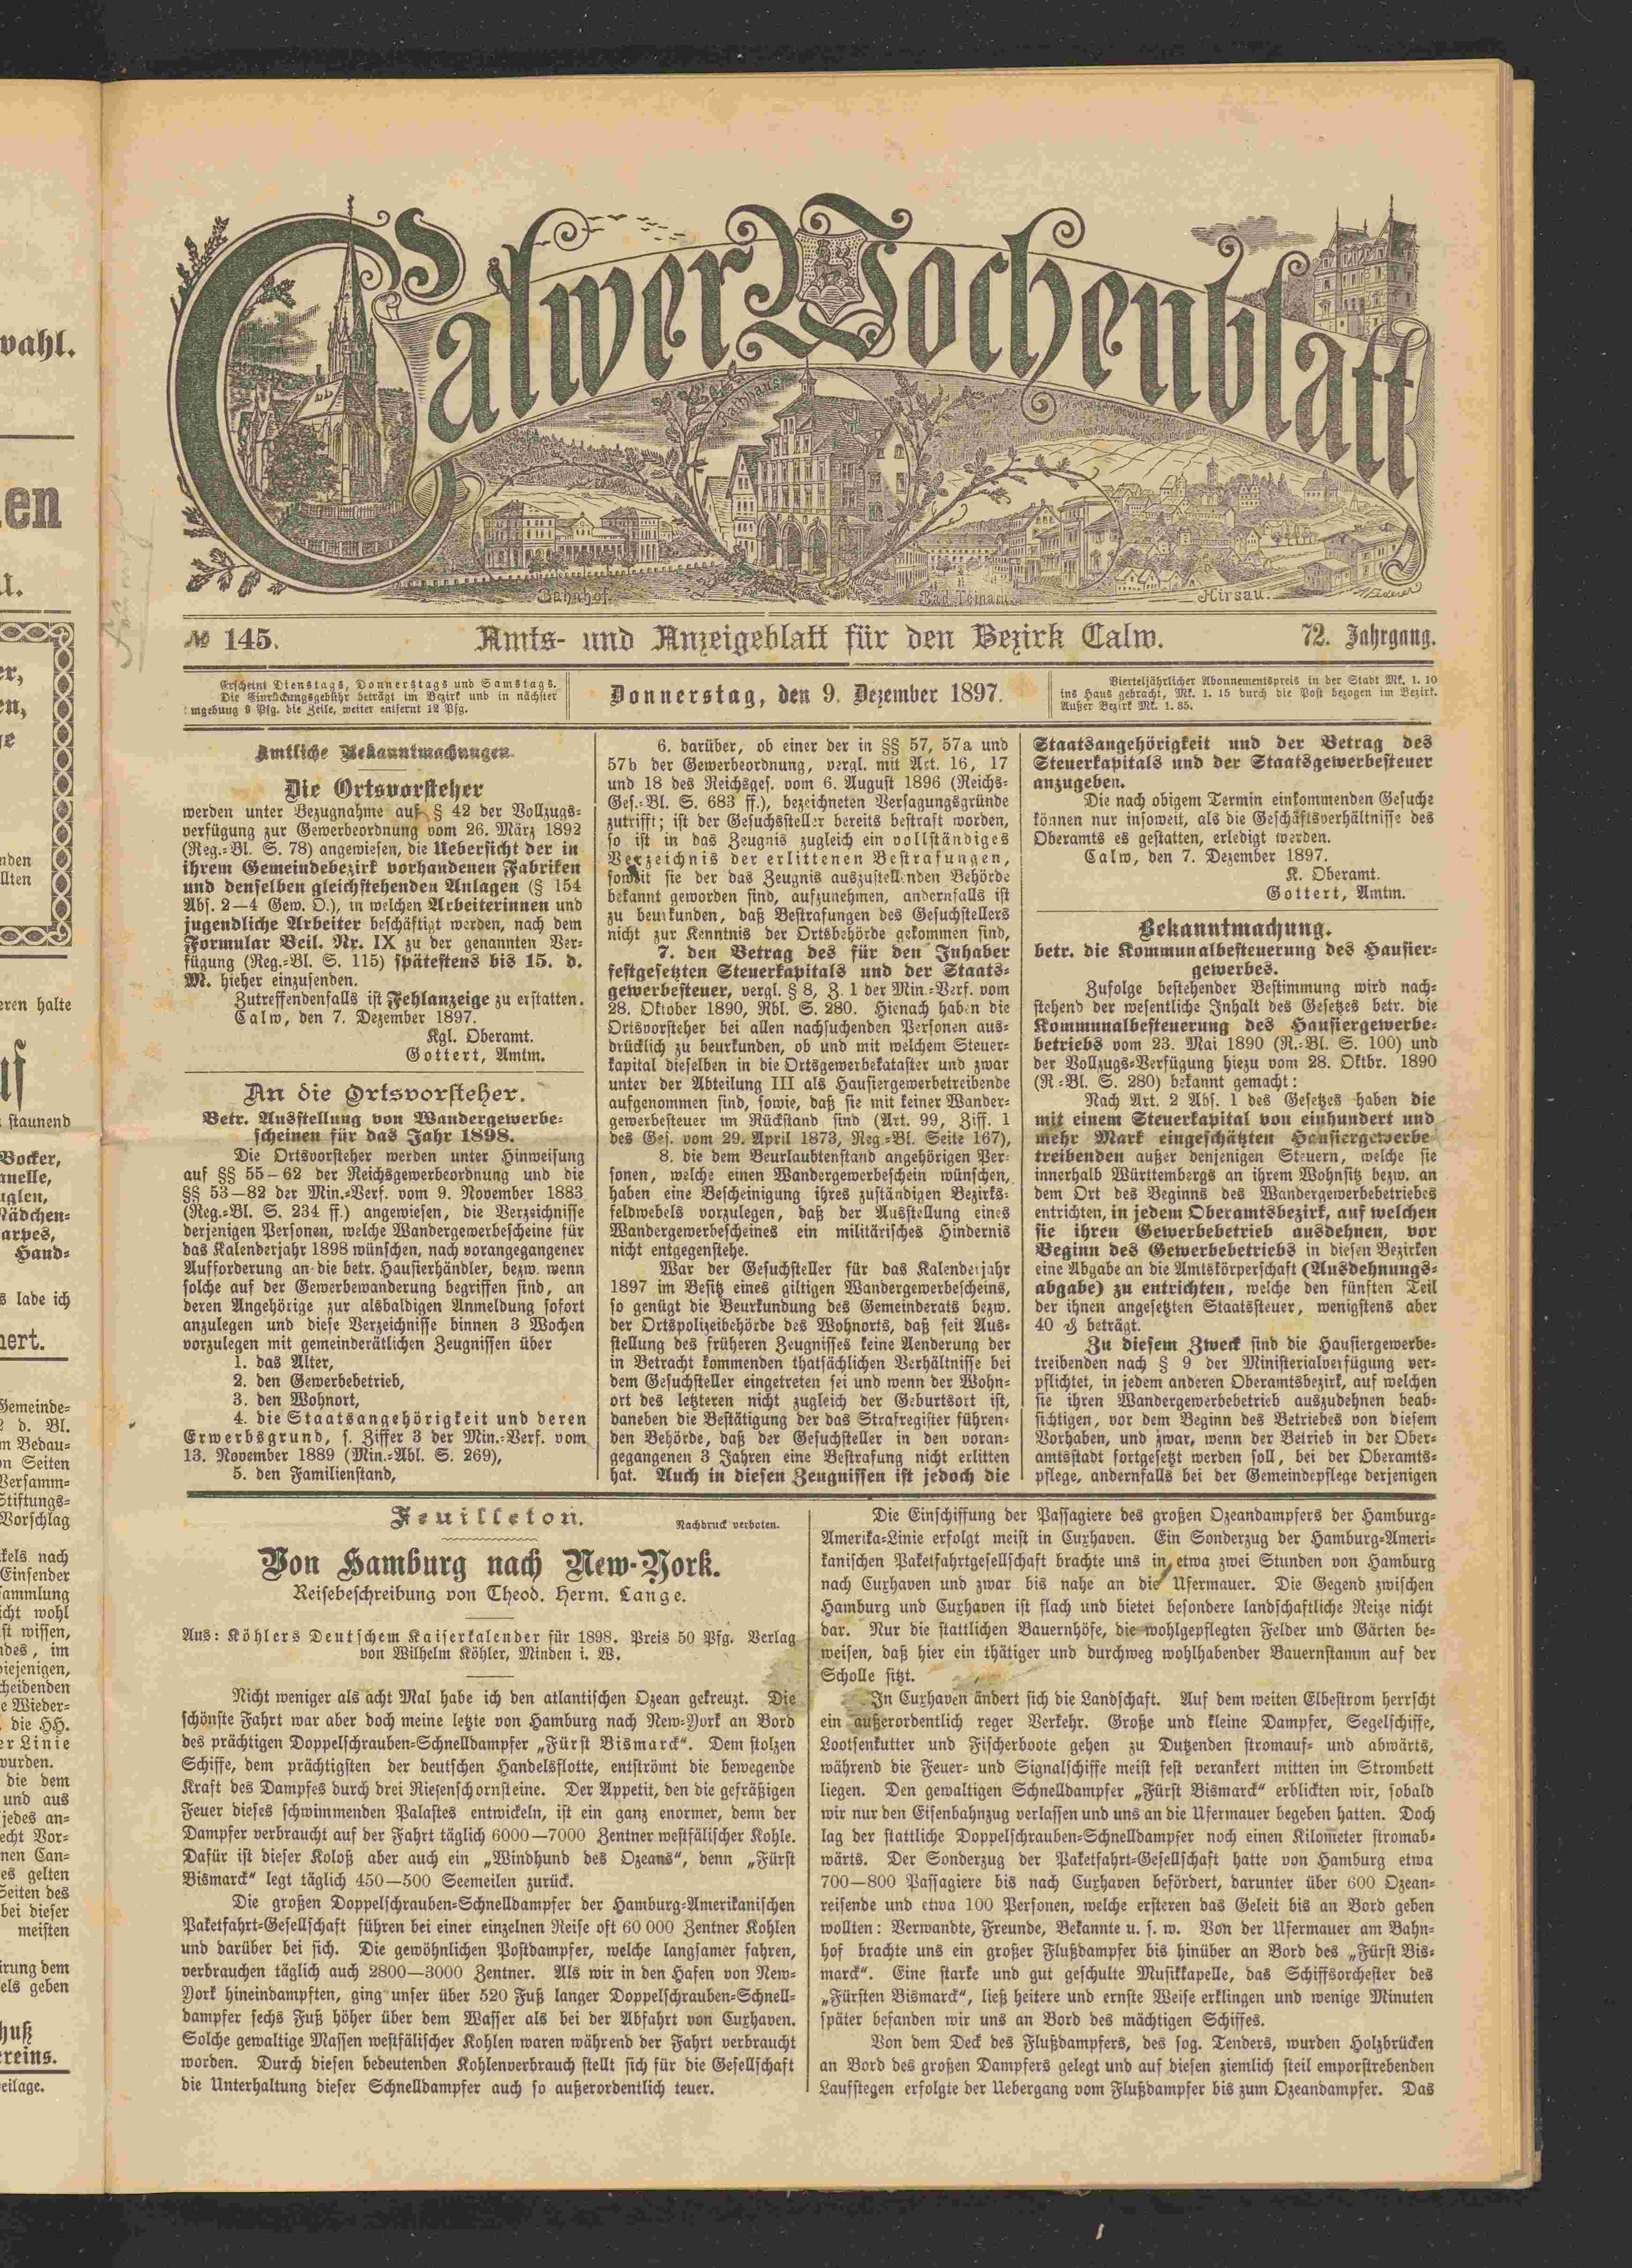 Calwer Wochenblatt
Rathhaus
Bahnhof.
Bad Teinach.
Hirsau.
№ 145.
Amts- und Anzeigeblatt für den Bezirk Calw.
72. Jahrgang.
Erscheint Dienstags, Donnerstags und Samstags.
Die Einrückungsgebühr beträgt im Bezirk und in nächster
mgebung 9 Pfg. die Zeile, weiter entfernt 12 Pfg.
Donnerstag, den 9. Dezember 1897.
Vierteljährlicher Abonnementspreis in der Stadt Mk. 1. 10
ins Haus gebracht, Mk. 1. 15 durch die Post bezogen im Bezirk.
Außer Bezirk Mk. 1. 35.
Amtliche Bekanntmachungen.
Die Ortsvorsteher
werden unter Bezugnahme auf § 42 der Vollzugs-
verfügung zur Gewerbeordnung vom 26. März 1892
(Reg.-Bl. S. 78) angewiesen, die Uebersicht der in
ihrem Gemeindebezirk vorhandenen Fabriken
und denselben gleichstehenden Anlagen (§ 154
Abs. 2—4 Gew. O.), in welchen Arbeiterinnen und
jugendliche Arbeiter beschäftigt werden, nach dem
Formular Beil. Nr. IX zu der genannten Ver-
fügung (Reg.-Bl. S. 115) spätestens bis 15. d.
M. hieher einzusenden.
Zutreffendenfalls ist Fehlanzeige zu erstatten.
Calw, den 7. Dezember 1897.
Kgl. Oberamt.
Gottert, Amtm.
An die Ortsvorsteher.
Betr. Ausstellung von Wandergewerbe-
scheinen für das Jahr 1898.
Die Ortsvorsteher werden unter Hinweisung
auf §§ 55—62 der Reichsgewerbeordnung und die
§§ 53—82 der Min.-Verf. vom 9. November 1883
(Reg.-Bl. S. 234 ff.) angewiesen, die Verzeichnisse
derjenigen Personen, welche Wandergewerbescheine für
das Kalenderjahr 1898 wünschen, nach vorangegangener
Aufforderung an die betr. Hausierhändler, bezw. wenn
solche auf der Gewerbewanderung begriffen sind, an
deren Angehörige zur alsbaldigen Anmeldung sofort
anzulegen und diese Verzeichnisse binnen 3 Wochen
vorzulegen mit gemeinderätlichen Zeugnissen über
1. das Alter,
2. den Gewerbebetrieb,
3. den Wohnort,
4. die Staatsangehörigkeit und deren
Erwerbsgrund, s. Ziffer 3 der Min.-Verf. vom
13. November 1889 (Min.-Abl. S. 269),
5. den Familienstand,
6. darüber, ob einer der in §§ 57, 57a und
57b der Gewerbeordnung, vergl. mit Art. 16, 17
und 18 des Reichsges. vom 6. August 1896 (Reichs-
Ges.-Bl. S. 683 ff.), bezeichneten Versagungsgründe
zutrifft; ist der Gesuchsteller bereits bestraft worden,
so ist in das Zeugnis zugleich ein vollständiges
Verzeichnis der erlittenen Bestrafungen,
soweit sie der das Zeugnis auszustellenden Behörde
bekannt geworden sind, aufzunehmen, andernfalls ist
zu beurkunden, daß Bestrafungen des Gesuchstellers
nicht zur Kenntnis der Ortsbehörde gekommen sind,
7. den Betrag des für den Inhaber
festgesetzten Steuerkapitals und der Staats-
gewerbesteuer, vergl. § 8, Z. 1 der Min.-Verf. vom
28. Oktober 1890, Rbl. S. 280. Hienach haben die
Ortsvorsteher bei allen nachsuchenden Personen aus-
drücklich zu beurkunden, ob und mit welchem Steuer-
kapital dieselben in die Ortsgewerbekataster und zwar
unter der Abteilung III als Hausiergewerbetreibende
aufgenommen sind, sowie, daß sie mit keiner Wander-
gewerbesteuer im Rückstand sind (Art. 99, Ziff. 1
des Ges. vom 29. April 1873, Reg.-Bl. Seite 167),
8. die dem Beurlaubtenstand angehörigen Per-
sonen, welche einen Wandergewerbeschein wünschen,
haben eine Bescheinigung ihres zuständigen Bezirks-
feldwebels vorzulegen, daß der Ausstellung eines
Wandergewerbescheines ein militärisches Hindernis
nicht entgegenstehe.
War der Gesuchsteller für das Kalenderjahr
1897 im Besitz eines giltigen Wandergewerbescheins,
so genügt die Beurkundung des Gemeinderats bezw.
der Ortspolizeibehörde des Wohnorts, daß seit Aus-
stellung des früheren Zeugnisses keine Aenderung der
in Betracht kommenden thatsächlichen Verhältnisse bei
dem Gesuchsteller eingetreten sei und wenn der Wohn-
ort des letzteren nicht zugleich der Geburtsort ist,
daneben die Bestätigung der das Strafregister führen-
den Behörde, daß der Gesuchsteller in den voran-
gegangenen 3 Jahren eine Bestrafung nicht erlitten
hat. Auch in diesen Zeugnissen ist jedoch die
Staatsangehörigkeit und der Betrag des
Steuerkapitals und der Staatsgewerbesteuer
anzugeben.
Die nach obigem Termin einkommenden Gesuche
können nur insoweit, als die Geschäftsverhältnisse des
Oberamts es gestatten, erledigt werden.
Calw, den 7. Dezember 1897.
K. Oberamt.
Gottert, Amtm.
Bekanntmachung.
betr. die Kommunalbesteuerung des Hausier-
gewerbes.
Zufolge bestehender Bestimmung wird nach-
stehend der wesentliche Inhalt des Gesetzes betr. die
Kommunalbesteuerung des Hausiergewerbe-
betriebs vom 23. Mai 1890 (R.-Bl. S. 100) und
der Vollzugs-Verfügung hiezu vom 28. Oktbr. 1890
(R.-Bl. S. 280) bekannt gemacht:
Nach Art. 2 Abs. 1 des Gesetzes haben die
mit einem Steuerkapital von einhundert und
mehr Mark eingeschätzten Hausiergewerbe
treibenden außer denjenigen Steuern, welche sie
innerhalb Württembergs an ihrem Wohnsitz bezw. an
dem Ort des Beginns des Wandergewerbebetriebes
entrichten, in jedem Oberamtsbezirk, auf welchen
sie ihren Gewerbebetrieb ausdehnen, vor
Beginn des Gewerbebetriebs in diesen Bezirken
eine Abgabe an die Amtskörperschaft (Ausdehnungs-
abgabe) zu entrichten, welche den fünften Teil
der ihnen angesetzten Staatssteuer, wenigstens aber
40 ₰ beträgt.
Zu diesem Zweck sind die Hausiergewerbe-
treibenden nach § 9 der Ministerialverfügung ver-
pflichtet, in jedem anderen Oberamtsbezirk, auf welchen
sie ihren Wandergewerbebetrieb auszudehnen beab-
sichtigen, vor dem Beginn des Betriebes von diesem
Vorhaben, und zwar, wenn der Betrieb in der Ober-
amtsstadt fortgesetzt werden soll, bei der Oberamts-
pflege, andernfalls bei der Gemeindepflege derjenigen
Feuilleton.
Nachdruck verboten.
Von Hamburg nach New-York.
Reisebeschreibung von Theod. Herm. Lange.
Aus: Köhlers Deutschem Kaiserkalender für 1898. Preis 50 Pfg. Verlag
von Wilhelm Köhler, Minden i. W.
Nicht weniger als acht Mal habe ich den atlantischen Ozean gekreuzt. Die
schönste Fahrt war aber doch meine letzte von Hamburg nach New-York an Bord
des prächtigen Doppelschrauben-Schnelldampfer „Fürst Bismarck“. Dem stolzen
Schiffe, dem prächtigsten der deutschen Handelsflotte, entströmt die bewegende
Kraft des Dampfes durch drei Riesenschornsteine. Der Appetit, den die gefräßigen
Feuer dieses schwimmenden Palastes entwickeln, ist ein ganz enormer, denn der
Dampfer verbraucht auf der Fahrt täglich 6000—7000 Zentner westfälischer Kohle.
Dafür ist dieser Koloß aber auch ein „Windhund des Ozeans“, denn „Fürst
Bismarck“ legt täglich 450—500 Seemeilen zurück.
Die großen Doppelschrauben-Schnelldampfer der Hamburg-Amerikanischen
Paketfahrt-Gesellschaft führen bei einer einzelnen Reise oft 60 000 Zentner Kohlen
und darüber bei sich. Die gewöhnlichen Postdampfer, welche langsamer fahren,
verbrauchen täglich auch 2800—3000 Zentner. Als wir in den Hafen von New-
York hineindampften, ging unser über 520 Fuß langer Doppelschrauben-Schnell-
dampfer sechs Fuß höher über dem Wasser als bei der Abfahrt von Cuxhaven.
Solche gewaltige Massen westfälischer Kohlen waren während der Fahrt verbraucht
worden. Durch diesen bedeutenden Kohlenverbrauch stellt sich für die Gesellschaft
die Unterhaltung dieser Schnelldampfer auch so außerordentlich teuer.
Die Einschiffung der Passagiere des großen Ozeandampfers der Hamburg-
Amerika-Linie erfolgt meist in Cuxhaven. Ein Sonderzug der Hamburg-Ameri-
kanischen Paketfahrtgesellschaft brachte uns in etwa zwei Stunden von Hamburg
nach Cuxhaven und zwar bis nahe an die Ufermauer. Die Gegend zwischen
Hamburg und Cuxhaven ist flach und bietet besondere landschaftliche Reize nicht
dar. Nur die stattlichen Bauernhöfe, die wohlgepflegten Felder und Gärten be-
weisen, daß hier ein thätiger und durchweg wohlhabender Bauernstamm auf der
Scholle sitzt.
In Cuxhaven ändert sich die Landschaft. Auf dem weiten Elbestrom herrscht
ein außerordentlich reger Verkehr. Große und kleine Dampfer, Segelschiffe,
Lootsenkutter und Fischerboote gehen zu Dutzenden stromauf- und abwärts,
während die Feuer- und Signalschiffe meist fest verankert mitten im Strombett
liegen. Den gewaltigen Schnelldampfer „Fürst Bismarck“ erblickten wir, sobald
wir nur den Eisenbahnzug verlassen und uns an die Ufermauer begeben hatten. Doch
lag der stattliche Doppelschrauben-Schnelldampfer noch einen Kilometer stromab-
wärts. Der Sonderzug der Paketfahrt-Gesellschaft hatte von Hamburg etwa
700—800 Passagiere bis nach Cuxhaven befördert, darunter über 600 Ozean-
reisende und etwa 100 Personen, welche ersteren das Geleit bis an Bord geben
wollten: Verwandte, Freunde, Bekannte u. s. w. Von der Ufermauer am Bahn-
hof brachte uns ein großer Flußdampfer bis hinüber an Bord des „Fürst Bis-
marck“. Eine starke und gut geschulte Musikkapelle, das Schiffsorchester des
„Fürsten Bismarck“, ließ heitere und ernste Weise erklingen und wenige Minuten
später befanden wir uns an Bord des mächtigen Schiffes.
Von dem Deck des Flußdampfers, des sog. Tenders, wurden Holzbrücken
an Bord des großen Dampfers gelegt und auf diesen ziemlich steil emporstrebenden
Laufstegen erfolgte der Uebergang vom Flußdampfer bis zum Ozeandampfer. Das